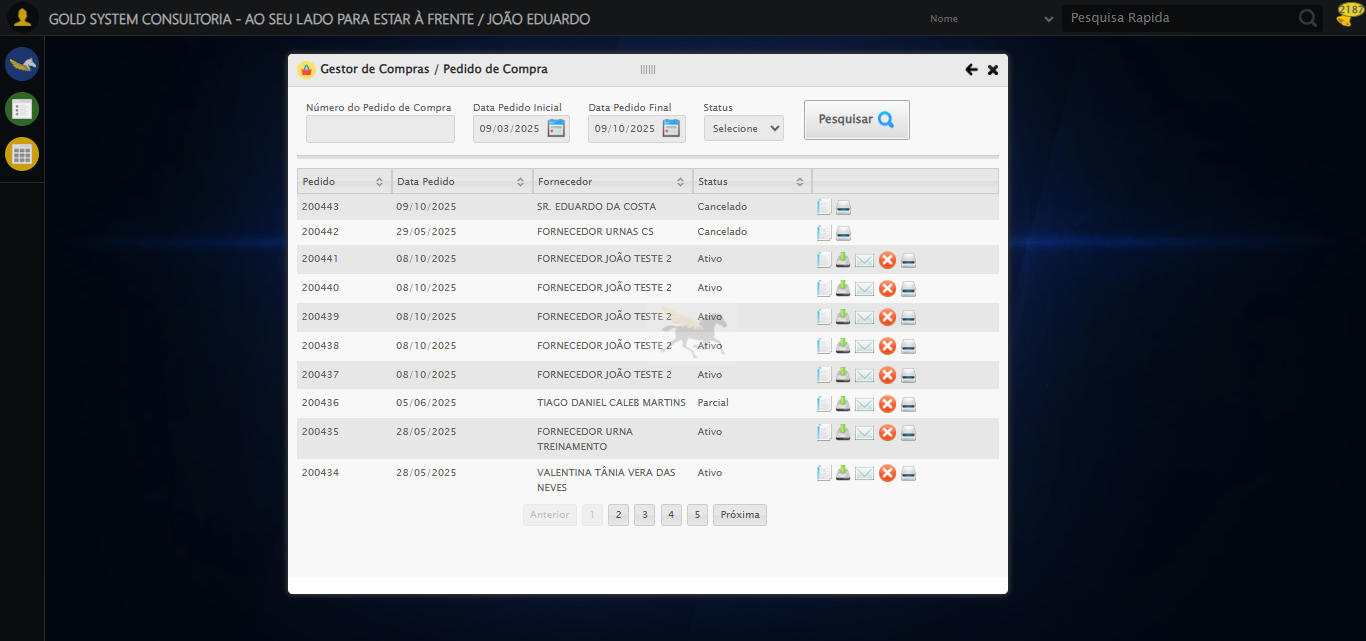 GOLD SYSTEM CONSULTORIA - AO SEU LADO PARA ESTAR À FRENTE / JOÃO EDUARDO
Nome
Pesquisa Rapida
2187
Gestor de Compras / Pedido de Compra
Número do Pedido de Compra Data Pedido Inicial Data Pedido Final Status
09/03/2025 09/10/2025 Selecione Pesquisar
Pedido Data Pedido Fornecedor Status
200443 09/10/2025 SR. EDUARDO DA COSTA Cancelado
200442 29/05/2025 FORNECEDOR URNAS CS Cancelado
200441 08/10/2025 FORNECEDOR JOÃO TESTE 2 Ativo
200440 08/10/2025 FORNECEDOR JOÃO TESTE 2 Ativo
200439 08/10/2025 FORNECEDOR JOÃO TESTE 2 Ativo
200438 08/10/2025 FORNECEDOR JOÃO TESTE 2 Ativo
200437 08/10/2025 FORNECEDOR JOÃO TESTE 2 Ativo
200436 05/06/2025 TIAGO DANIEL CALEB MARTINS Parcial
200435 28/05/2025 FORNECEDOR URNA Ativo
TREINAMENTO
200434 28/05/2025 VALENTINA TÂNIA VERA DAS Ativo
NEVES
Anterior 1 2 3 4 5 Próxima